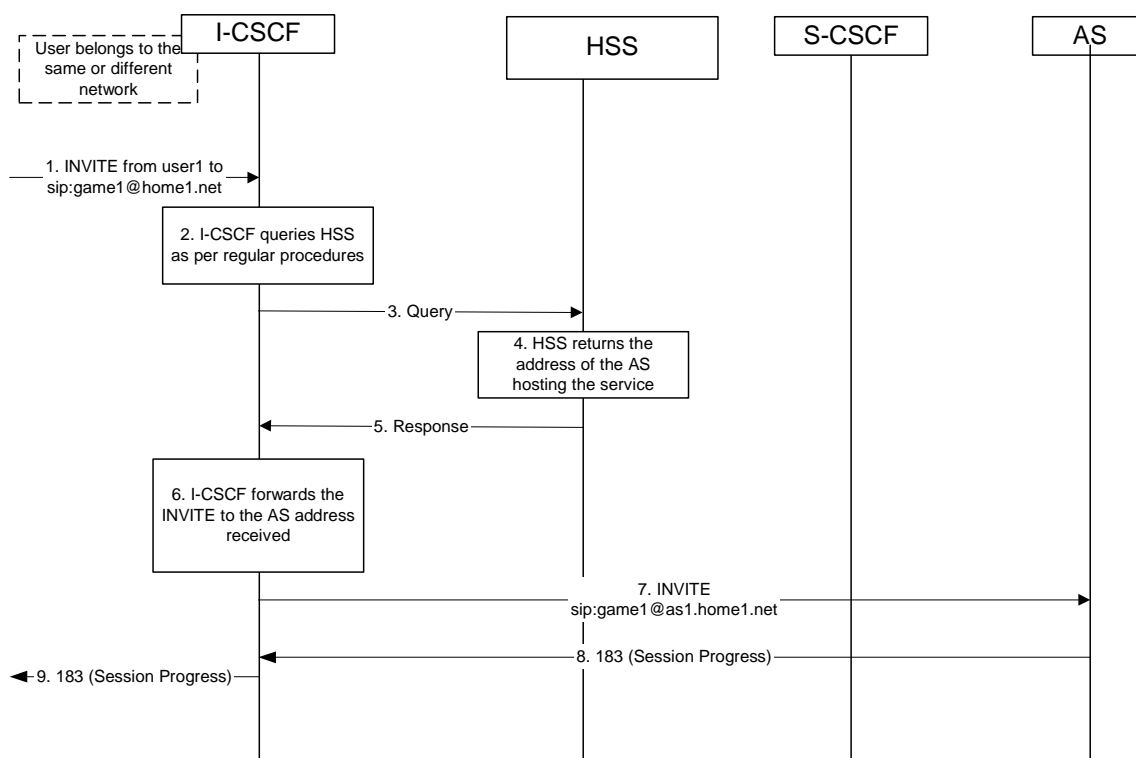 I-CSCF
HSS
S-CSCF
AS
User belongs to the
same or different
network
1. INVITE from user1 to
sip:game1@home1.net
2. I-CSCF queries HSS
as per regular procedures
3. Query
4. HSS returns the
address of the AS
hosting the service
5. Response
6. I-CSCF forwards the
INVITE to the AS address
received
7. INVITE
sip:game1@as1.home1.net
8. 183 (Session Progress)
9. 183 (Session Progress)